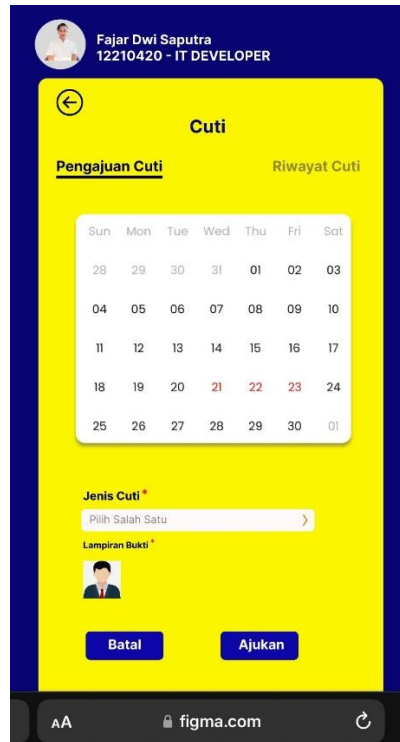 Fajar Dwi Saputra
12210420 - IT DEVELOPER
Cuti
Pengajuan Cuti Riwayat Cuti
Sun Mon Tue Wed Thu Fri Sat
28 29 30 31 01 02 03
04 05 06 07 08 09 10
11 12 13 14 15 16 17
18 19 20 21 22 23 24
25 26 27 28 29 30 01
Jenis Cuti *
Pilih Salah Satu
Lampiran Bukti *
Batal Ajukan
AA figma.com